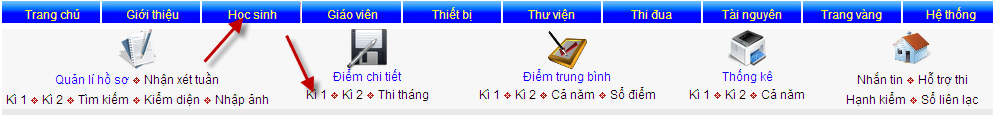 Trang chủ Giới thiệu Học sinh Giáo viên Thiết bị Thư viện Thi đua Tài nguyên Trang vàng Hệ thống
Quản lí hồ sơ ❖ Nhận xét tuần
Kì 1 ❖ Kì 2 ❖ Tìm kiếm ❖ Kiểm diện ❖ Nhập ảnh
Điểm chi tiết
Kì 1 ❖ Kì 2 ❖ Thi tháng
Điểm trung bình
Kì 1 ❖ Kì 2 ❖ Cả năm ❖ Sổ điểm
Thống kê
Kì 1 ❖ Kì 2 ❖ Cả năm
Nhắn tin ❖ Hỗ trợ thi
Hạnh kiểm ❖ Sổ liên lạc